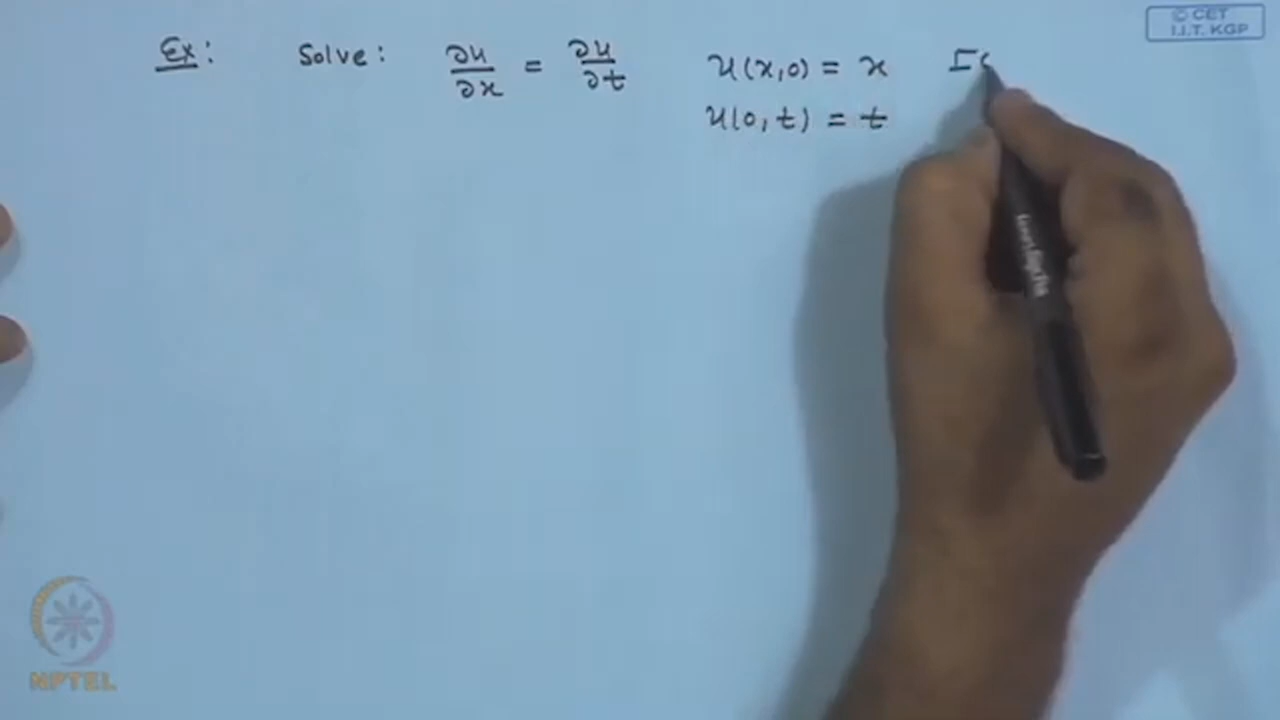 © CET
I.I.T. KGP
Ex: Solve: ∂u/∂x = ∂u/∂t u(x,0) = x
u(0,t) = t
NPTEL